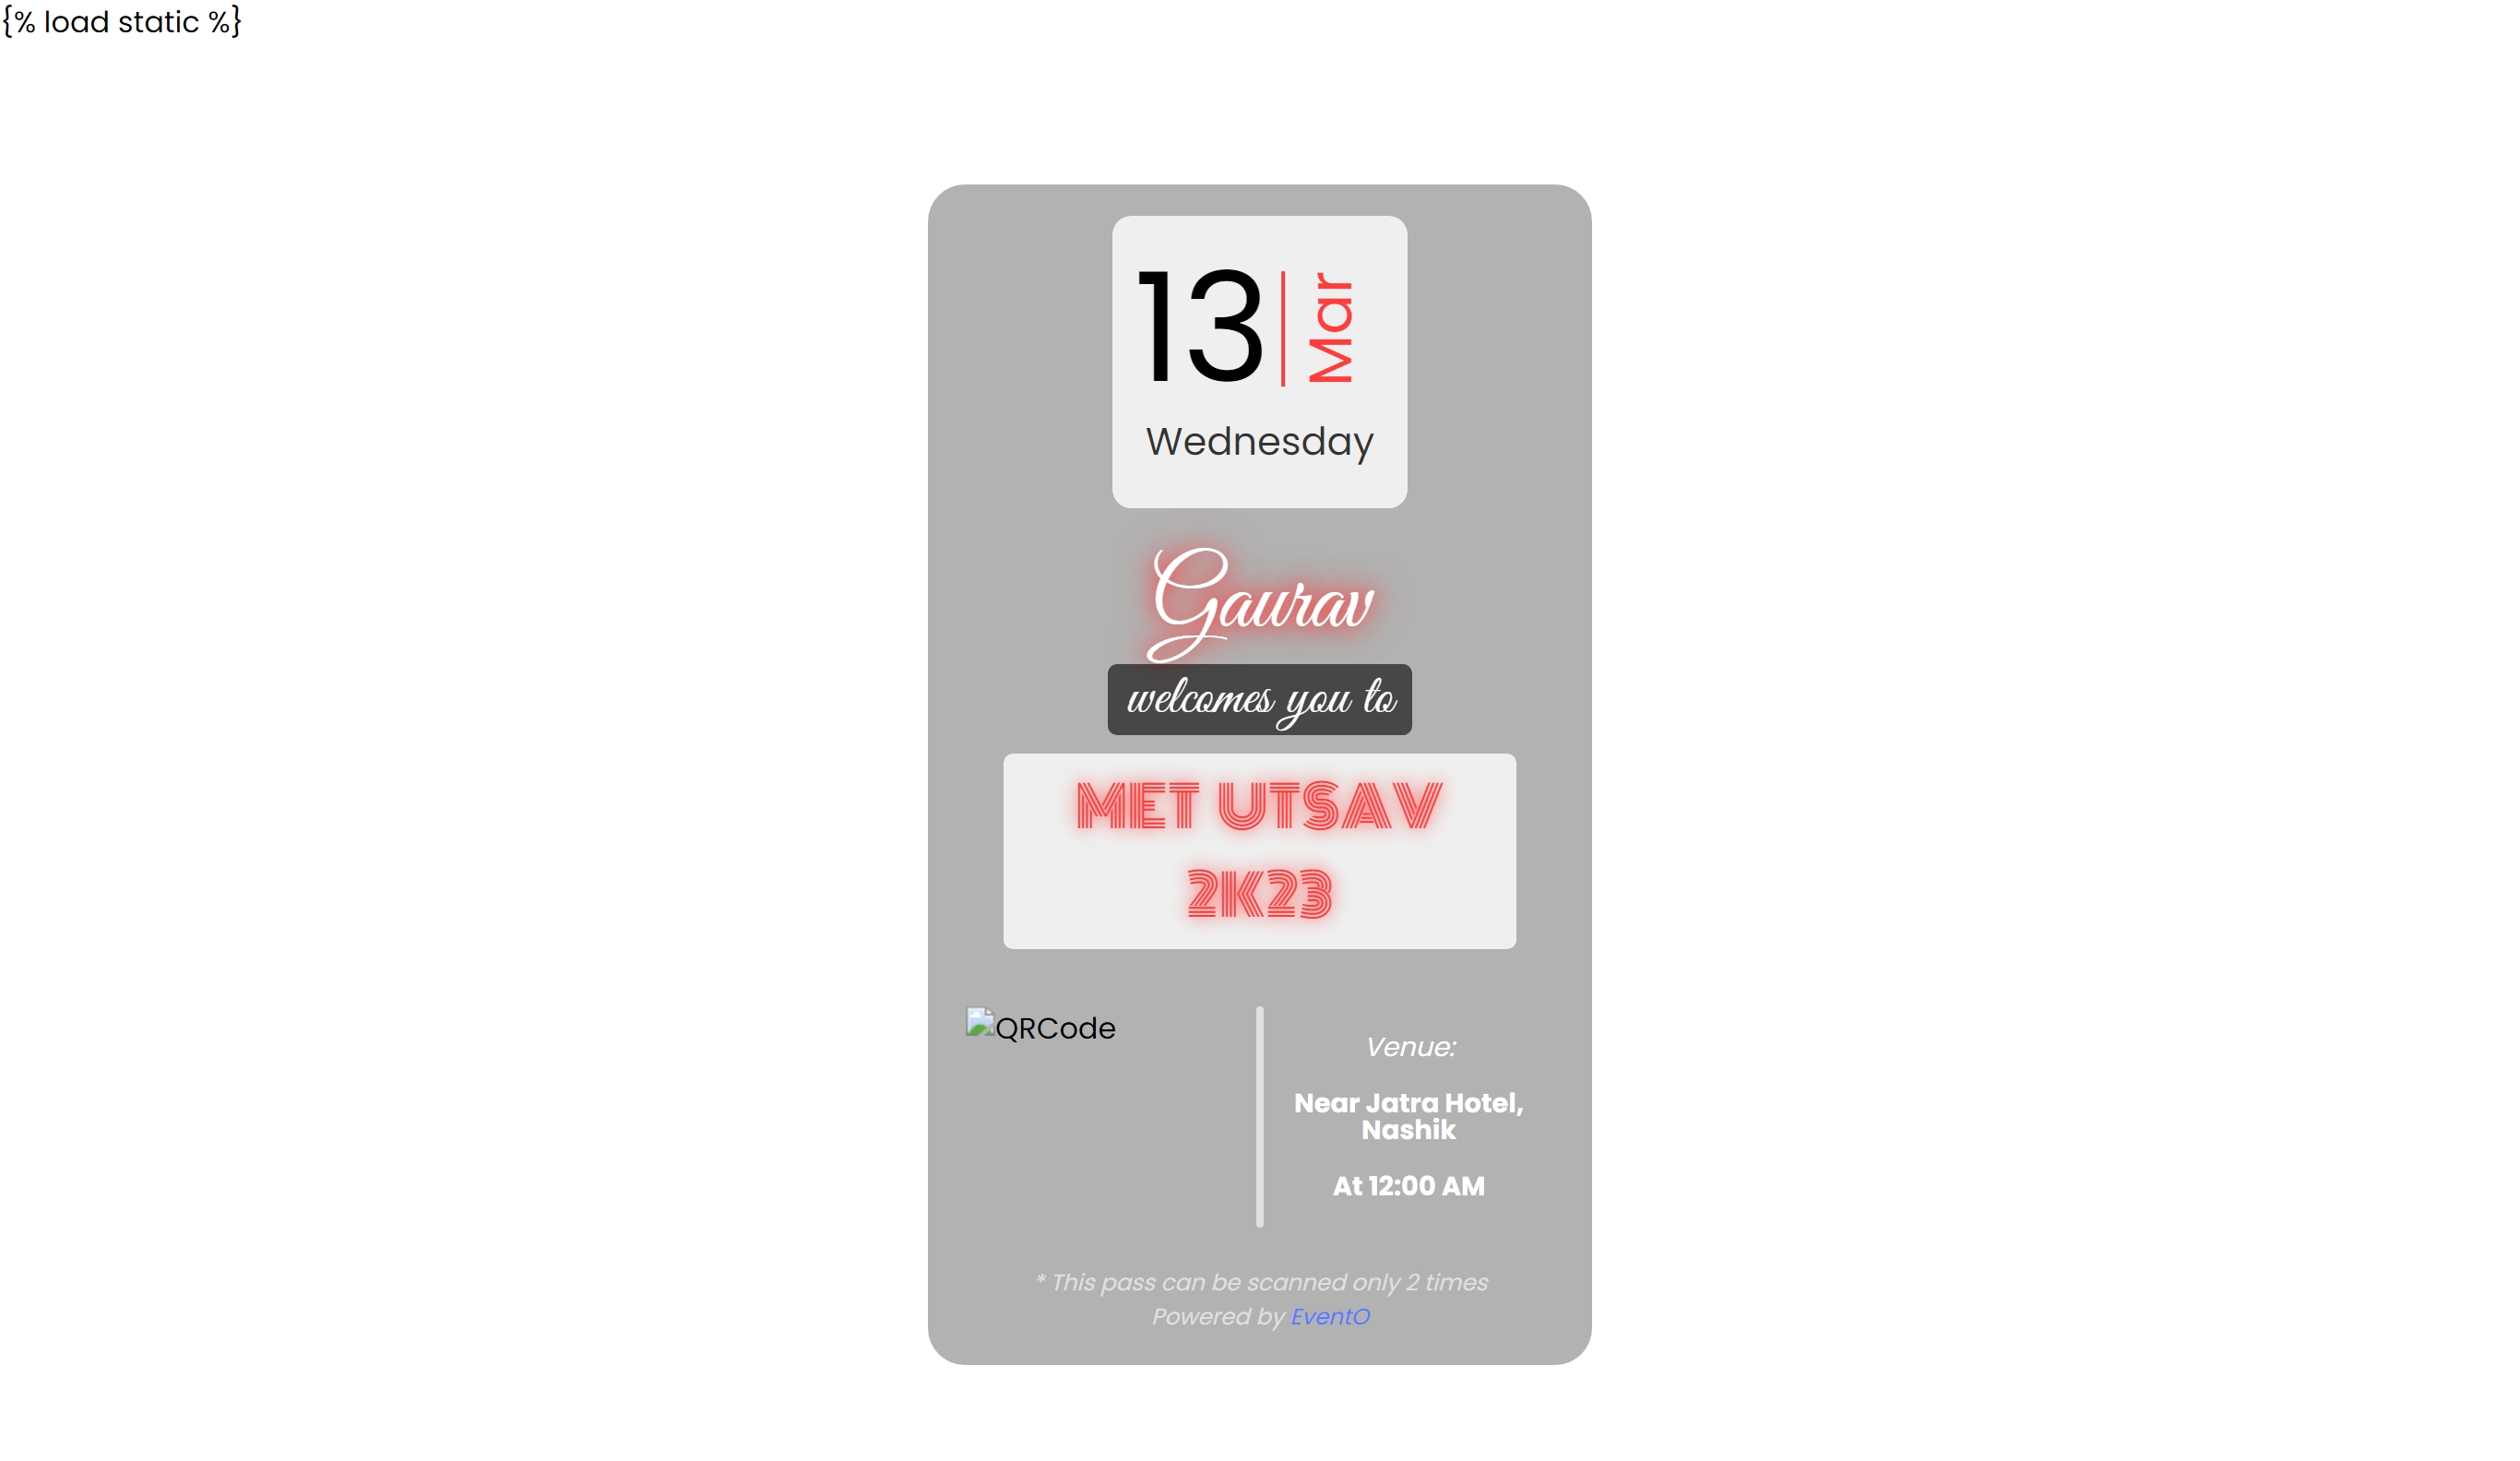 {% load static %}
13
Mar
Wednesday
Gaurav
welcomes you to
MET UTSAV
2K23
QRCode
Venue:
Near Jatra Hotel,
Nashik
At 12:00 AM
* This pass can be scanned only 2 times
Powered by EventO